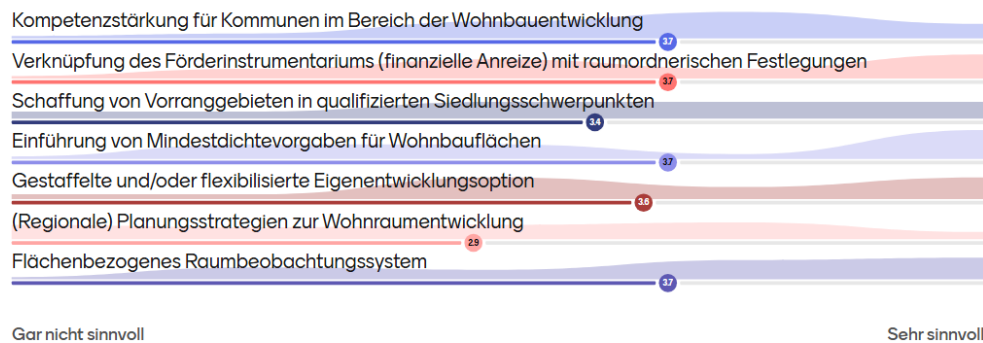 Kompetenzstärkung für Kommunen im Bereich der Wohnbauentwicklung
3.7
Verknüpfung des Förderinstrumentariums (finanzielle Anreize) mit raumordnerischen Festlegungen
3.7
Schaffung von Vorranggebieten in qualifizierten Siedlungsschwerpunkten
3.4
Einführung von Mindestdichtevorgaben für Wohnbauflächen
3.7
Gestaffelte und/oder flexibilisierte Eigenentwicklungsoption
3.6
(Regionale) Planungsstrategien zur Wohnraumentwicklung
2.9
Flächenbezogenes Raumbeobachtungssystem
3.7
Gar nicht sinnvoll Sehr sinnvoll